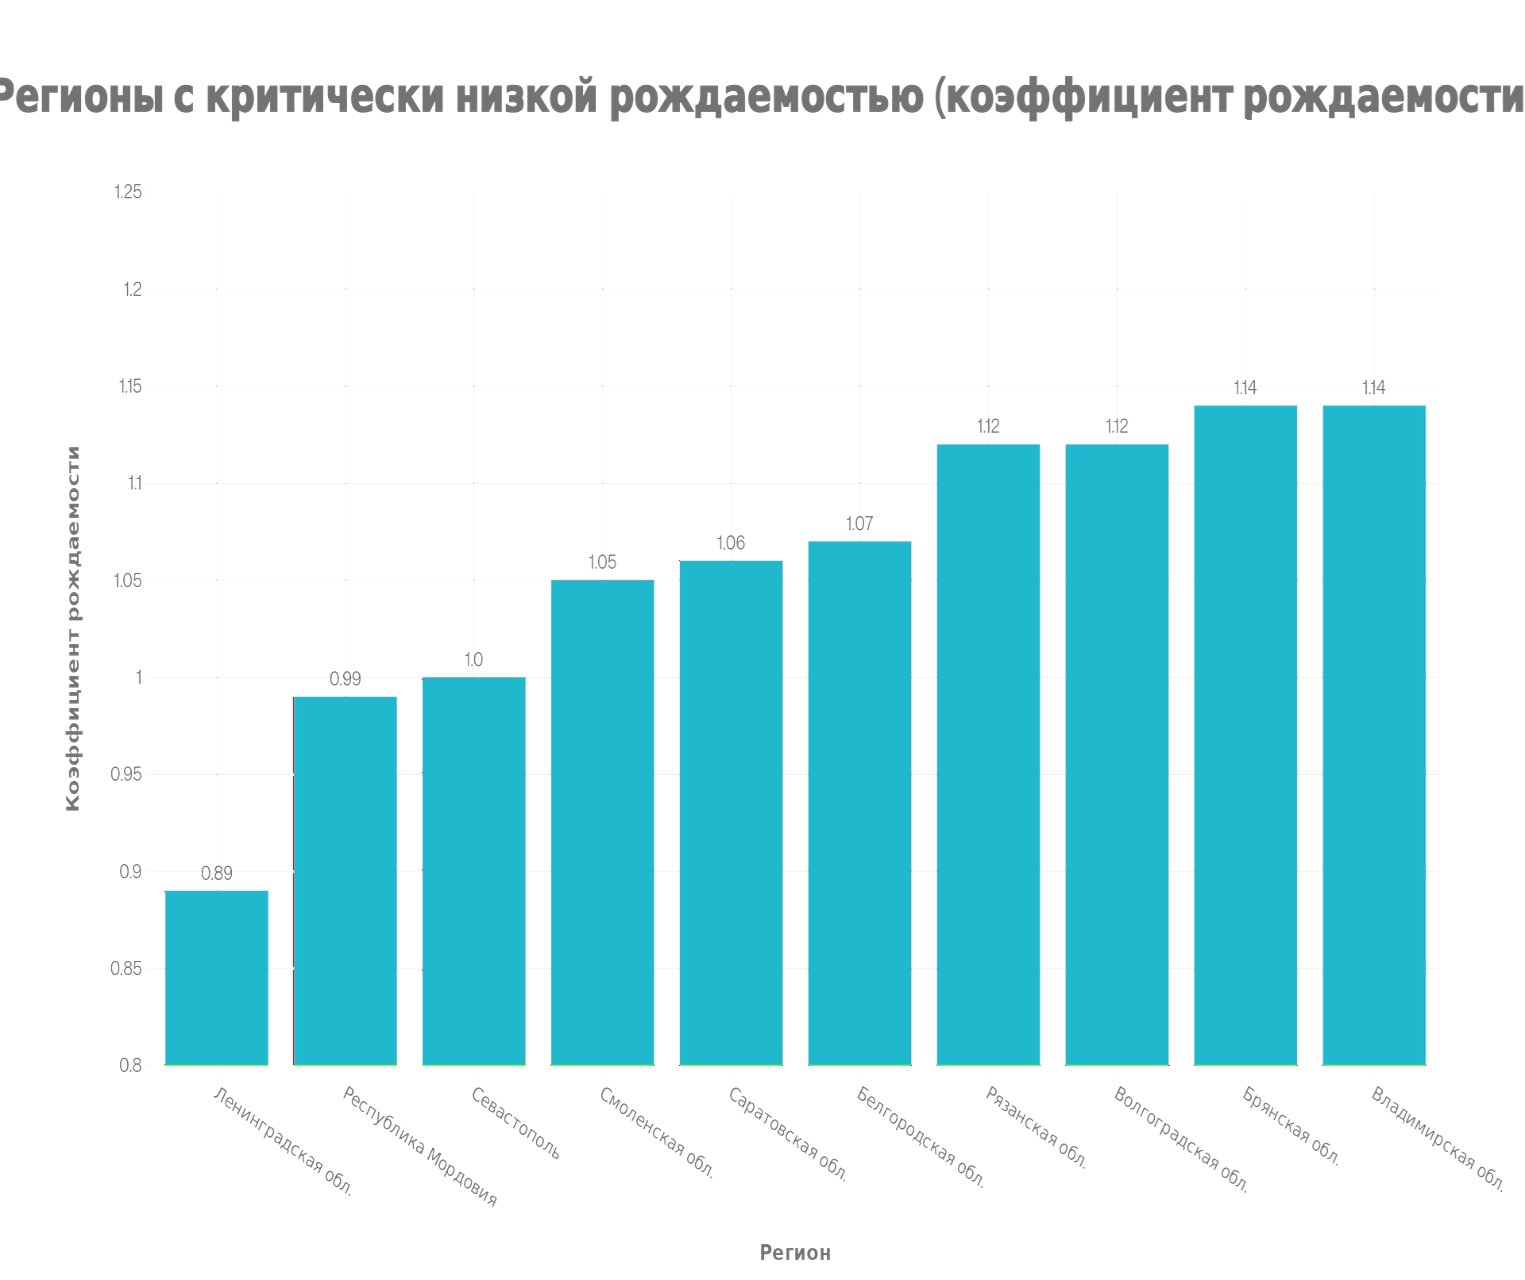 Регионы с критически низкой рождаемостью (коэффициент рождаемости
1.25
1.2
1.15
1.1
1.05
1
0.95
0.9
0.85
0.8
Коэффициент рождаемости
0.89
0.99
1.0
1.05
1.06
1.07
1.12
1.12
1.14
1.14
Ленинградская обл.
Республика Мордовия
Севастополь
Смоленская обл.
Саратовская обл.
Белгородская обл.
Рязанская обл.
Волгоградская обл.
Брянская обл.
Владимирская обл.
Регион